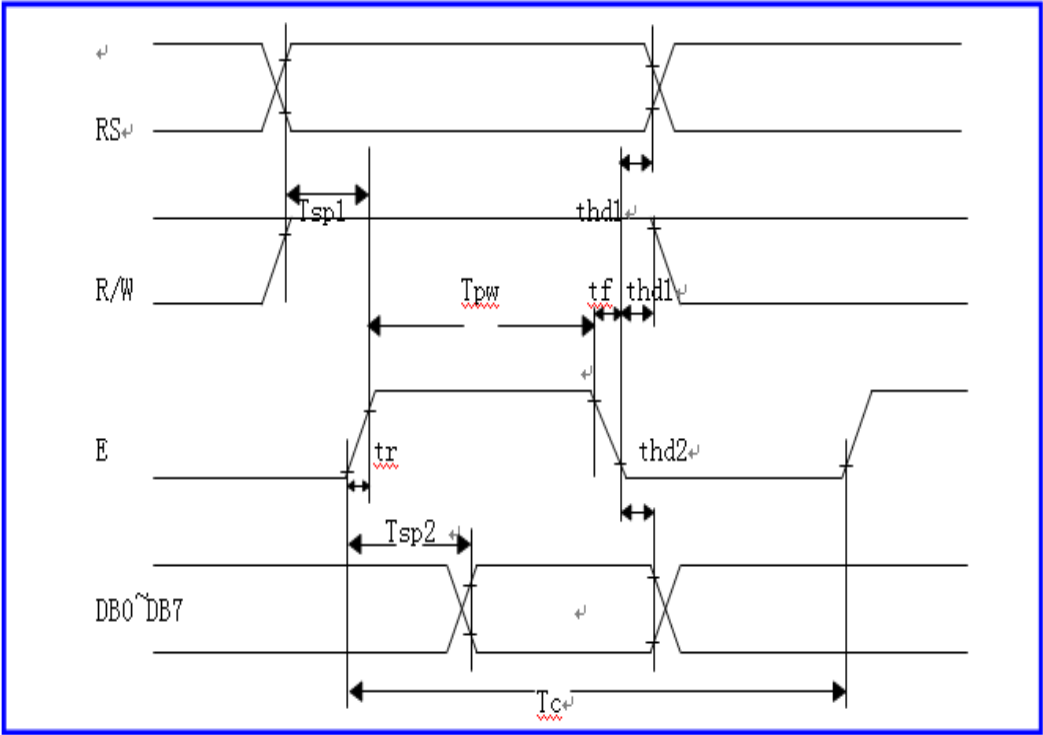 RS
Tsp1
thd1
R/W
Tpw
tf
thd1
E
tr
thd2
Tsp2
DB0~DB7
Tc